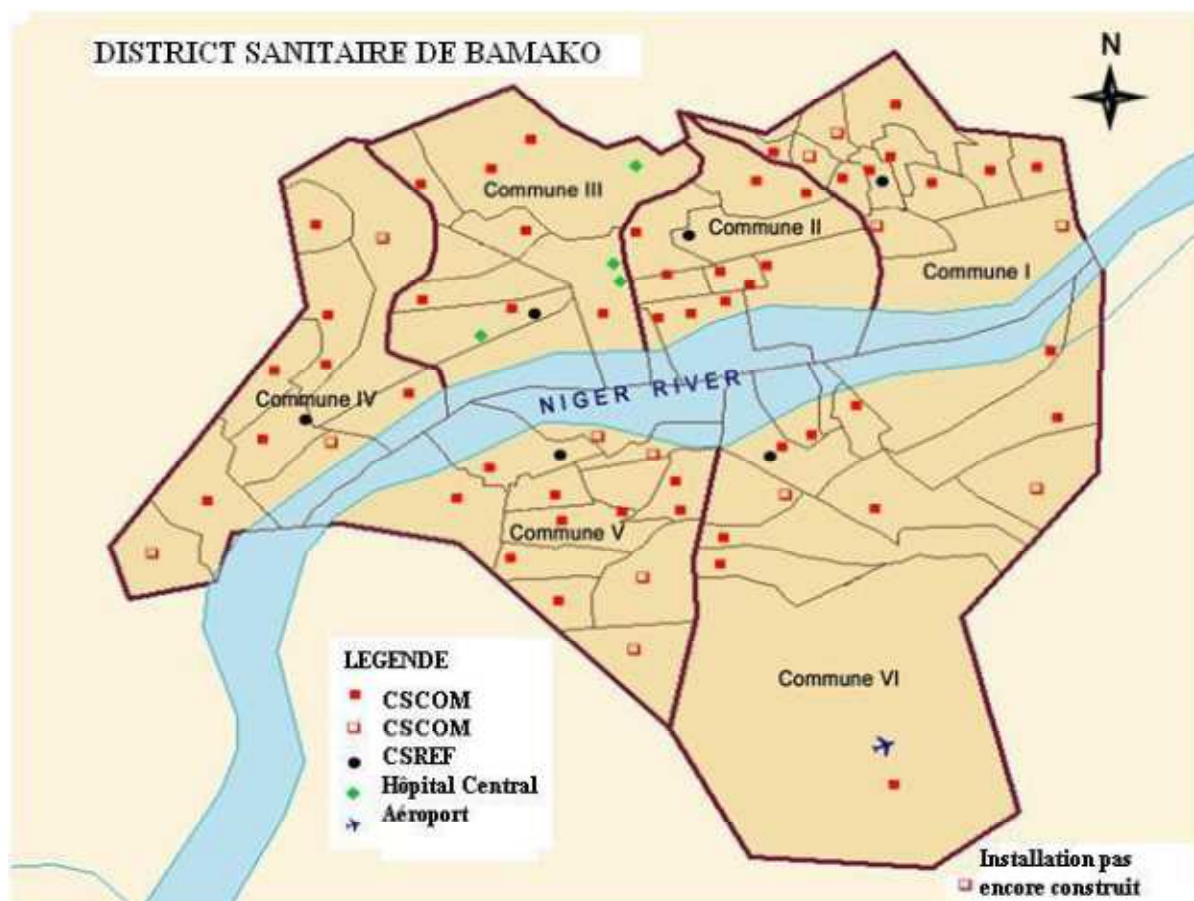 DISTRICT SANITAIRE DE BAMAKO
N
Commune III
Commune II
Commune I
NIGER RIVER
Commune IV
Commune V
Commune VI
LEGENDE
CSCOM
CSCOM
CSREF
Hôpital Central
Aéroport
Installation pas
encore construit